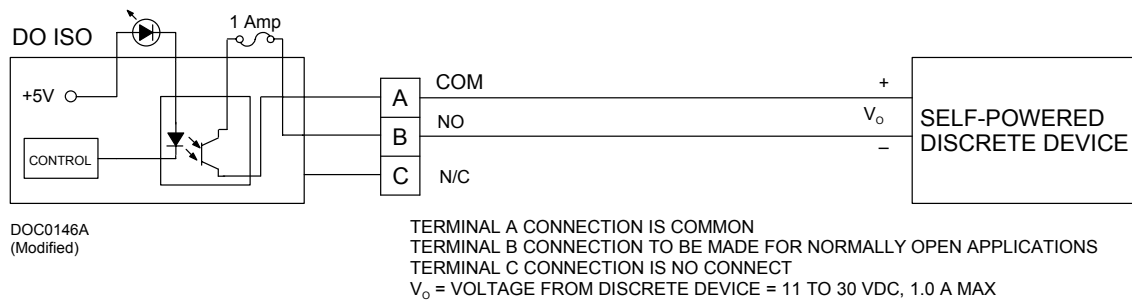 1 Amp
DO ISO
+5V
CONTROL
A
B
C
COM
NO
N/C
+
Vo
–
SELF-POWERED
DISCRETE DEVICE
DOC0146A
(Modified)
TERMINAL A CONNECTION IS COMMON
TERMINAL B CONNECTION TO BE MADE FOR NORMALLY OPEN APPLICATIONS
TERMINAL C CONNECTION IS NO CONNECT
Vo = VOLTAGE FROM DISCRETE DEVICE = 11 TO 30 VDC, 1.0 A MAX